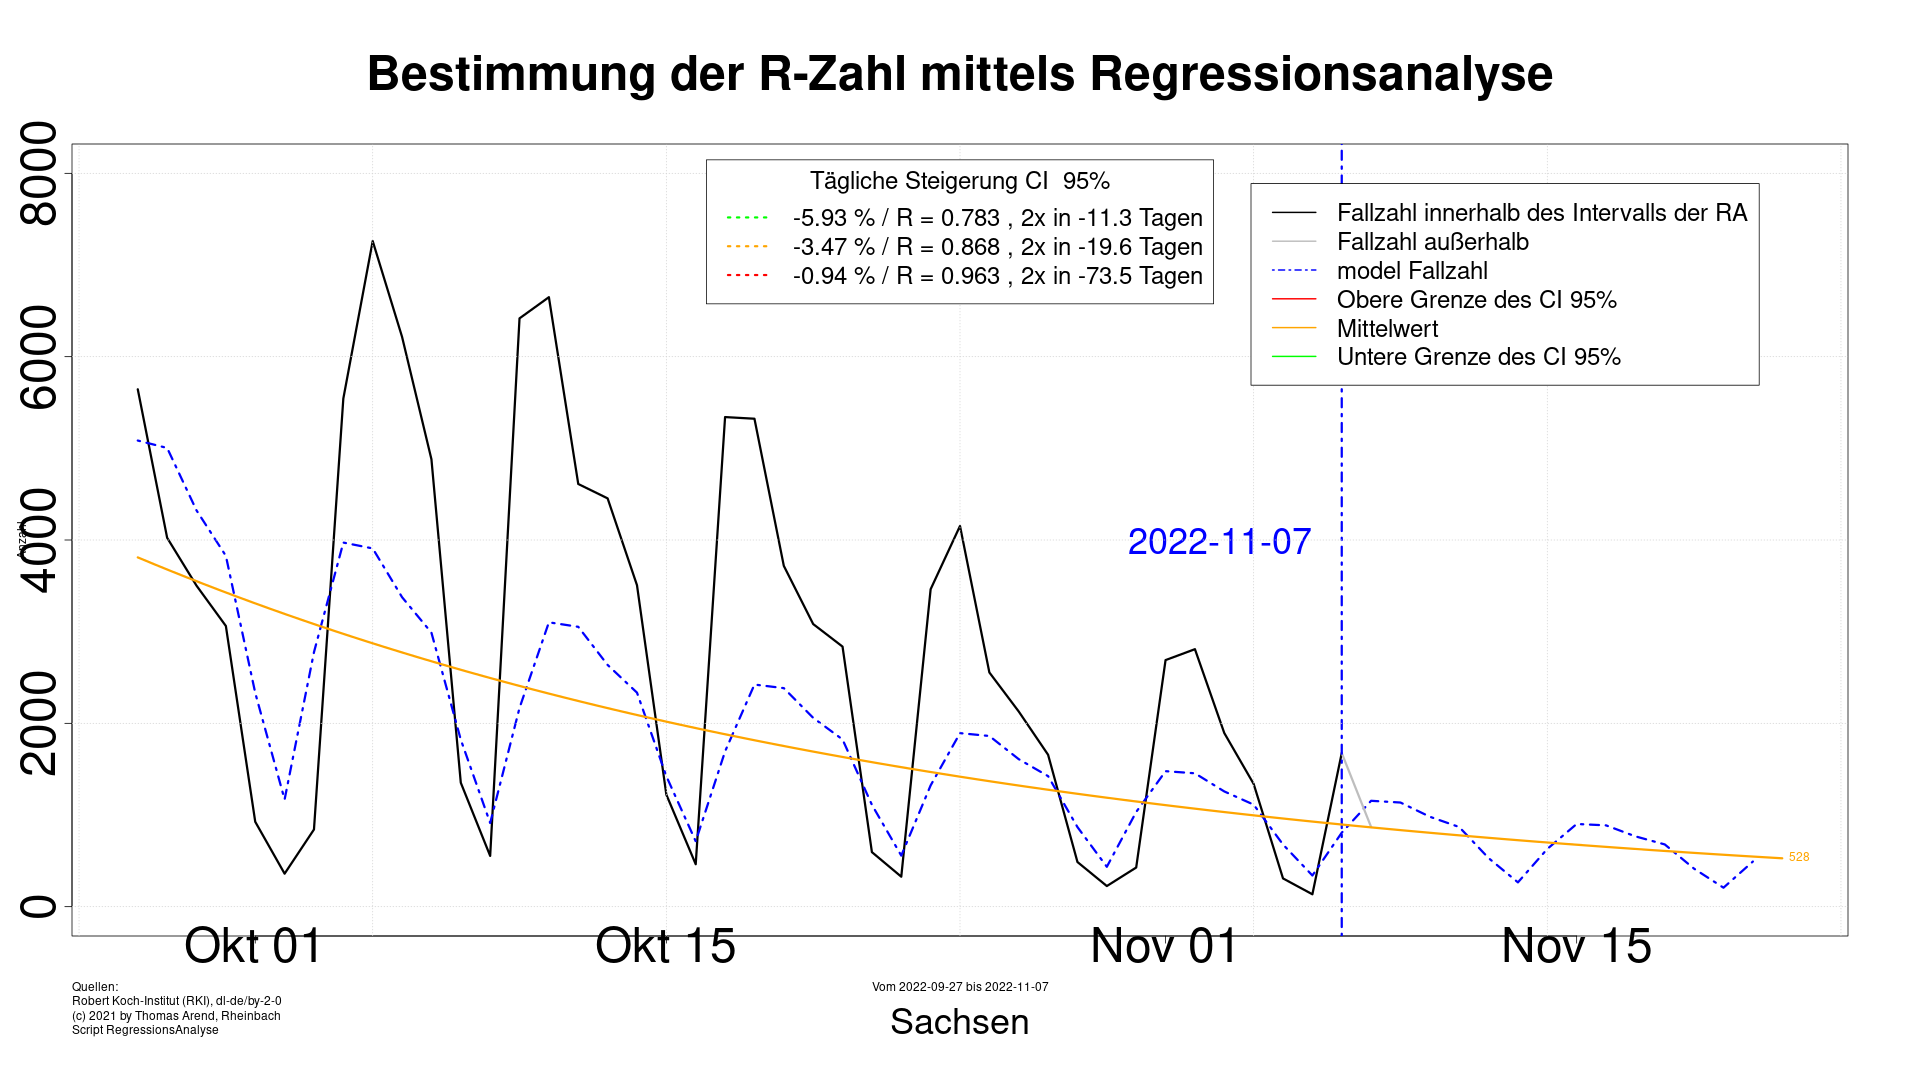 Bestimmung der R-Zahl mittels Regressionsanalyse
8000
6000
4000
2000
0
Anzahl
Tägliche Steigerung CI  95%
-5.93 % / R = 0.783 , 2x in -11.3 Tagen
-3.47 % / R = 0.868 , 2x in -19.6 Tagen
-0.94 % / R = 0.963 , 2x in -73.5 Tagen
Fallzahl innerhalb des Intervalls der RA
Fallzahl außerhalb
model Fallzahl
Obere Grenze des CI 95%
Mittelwert
Untere Grenze des CI 95%
2022-11-07
528
Okt 01
Okt 15
Nov 01
Nov 15
Quellen:
Robert Koch-Institut (RKI), dl-de/by-2-0
(c) 2021 by Thomas Arend, Rheinbach
Script RegressionsAnalyse
Vom 2022-09-27 bis 2022-11-07
Sachsen